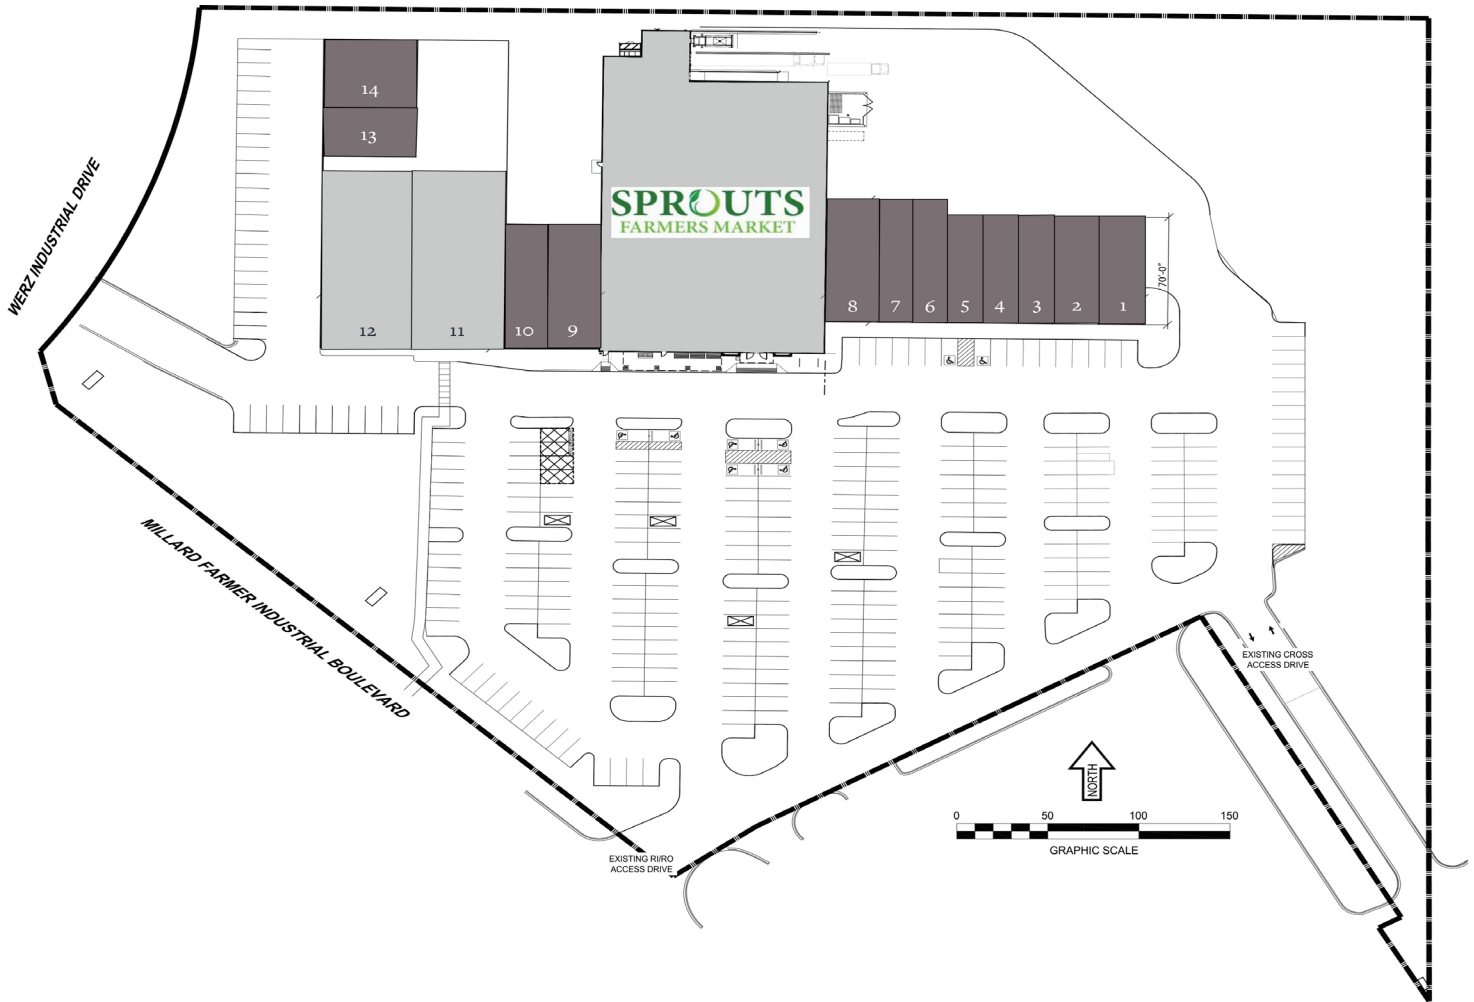 14
13
SPROUTS
FARMERS MARKET
12
11
10
9
8
7
6
5
4
3
2
1
70'-0"
WERZ INDUSTRIAL DRIVE
MILLARD FARMER INDUSTRIAL BOULEVARD
EXISTING CROSS
ACCESS DRIVE
NORTH
0 50 100 150
GRAPHIC SCALE
EXISTING RI/RO
ACCESS DRIVE